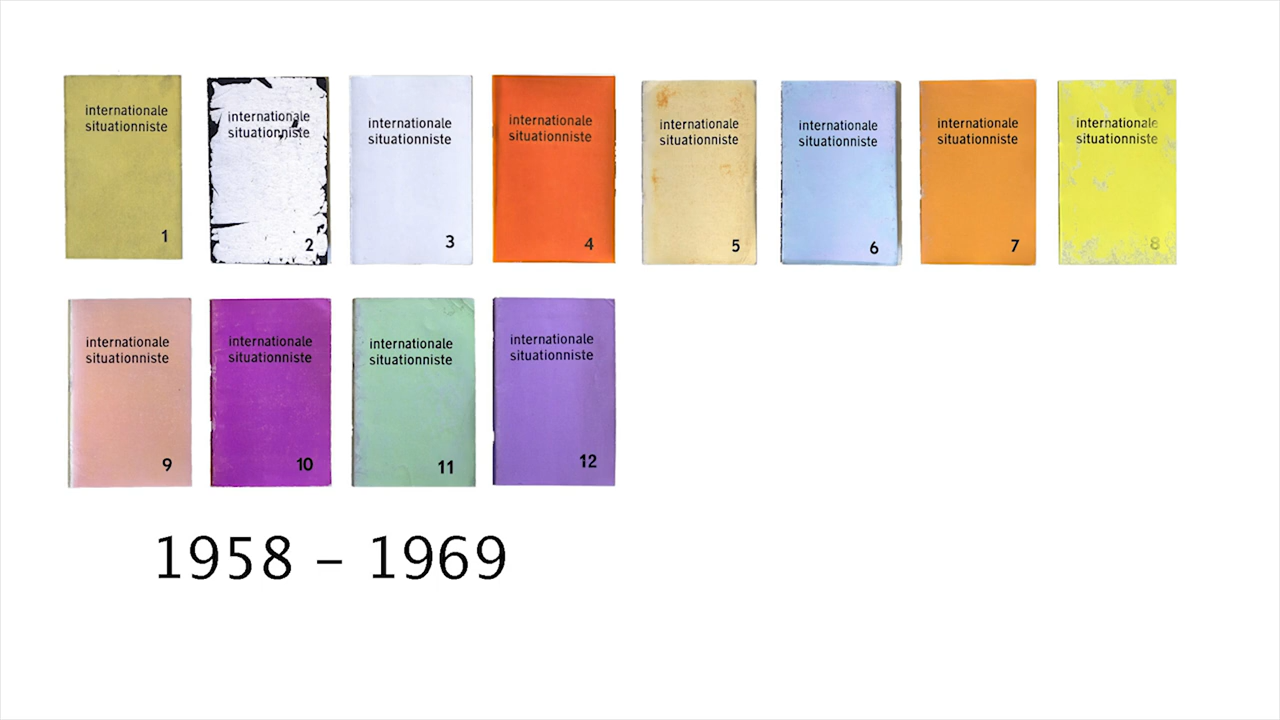 internationale
situationniste
1
internationale
situationniste
2
internationale
situationniste
3
internationale
situationniste
4
internationale
situationniste
5
internationale
situationniste
6
internationale
situationniste
7
internationale
situationniste
8
internationale
situationniste
9
internationale
situationniste
10
internationale
situationniste
11
internationale
situationniste
12
1958 – 1969